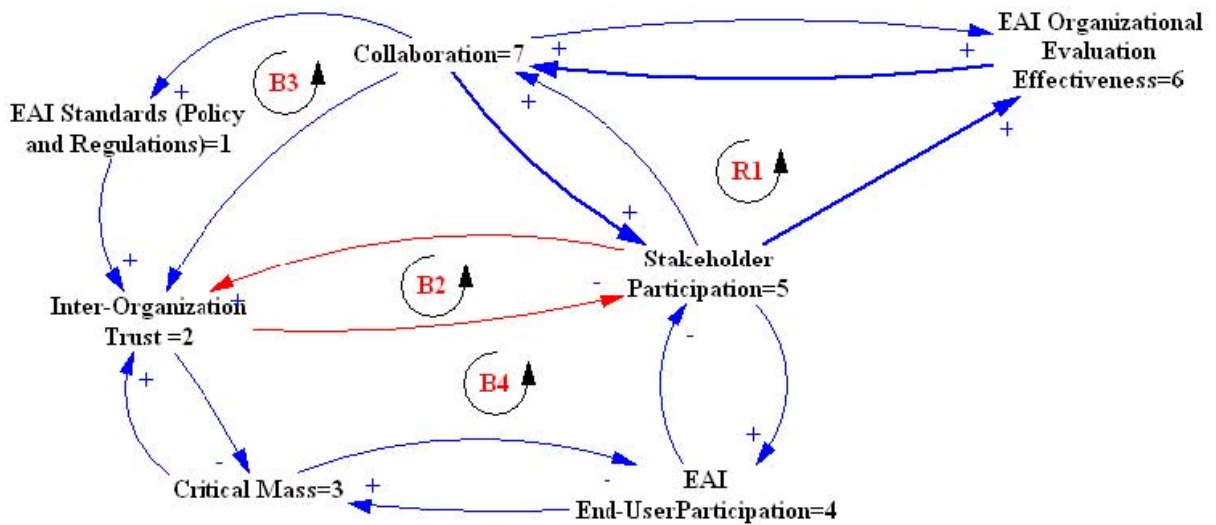 EAI Organizational
Evaluation
Effectiveness=6
Collaboration=7
+
+
B3
+
+
EAI Standards (Policy
and Regulations)=1
+
R1
+
+
Stakeholder
Participation=5
-
B2
+
Inter-Organization
Trust =2
-
+
B4
+
-
Critical Mass=3
+
-
EAI
End-UserParticipation=4